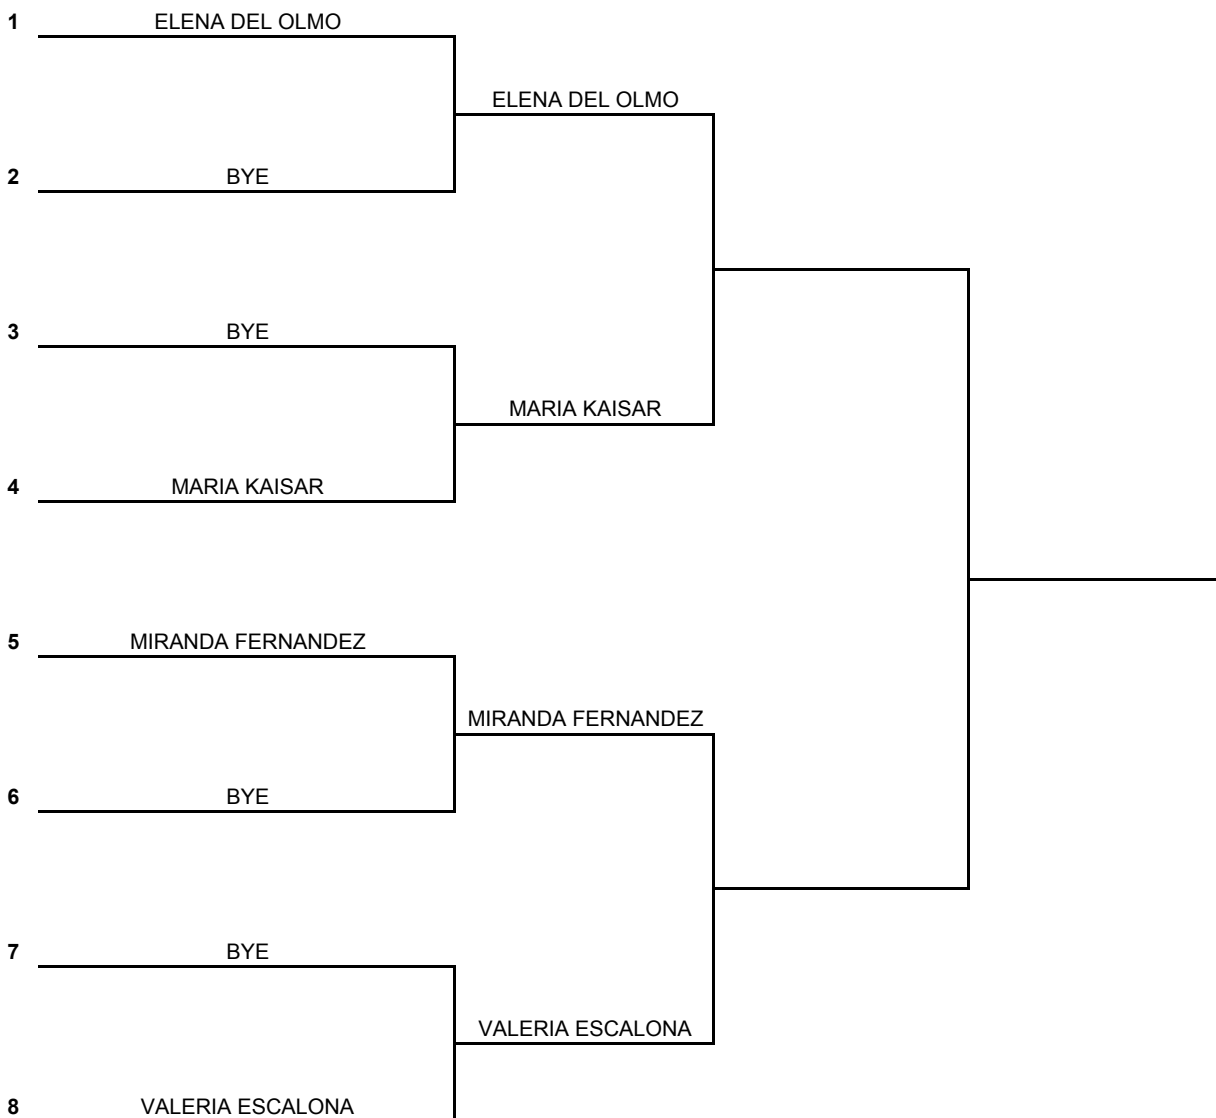 1 ELENA DEL OLMO
ELENA DEL OLMO
2 BYE
3 BYE
MARIA KAISAR
4 MARIA KAISAR
5 MIRANDA FERNANDEZ
MIRANDA FERNANDEZ
6 BYE
7 BYE
VALERIA ESCALONA
8 VALERIA ESCALONA